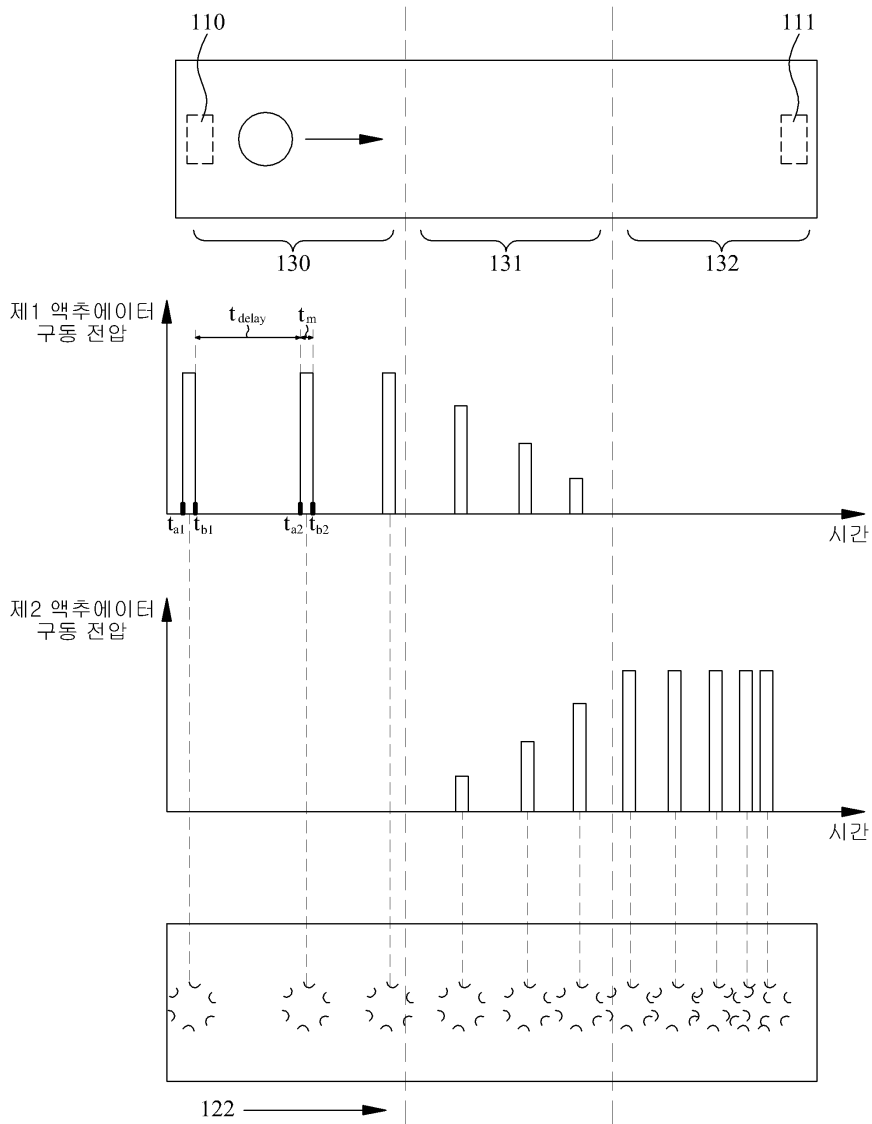 110
111
130
131
132
제1 액추에이터
구동 전압
t_delay
t_m
t_a1
t_b1
t_a2
t_b2
시간
제2 액추에이터
구동 전압
시간
122